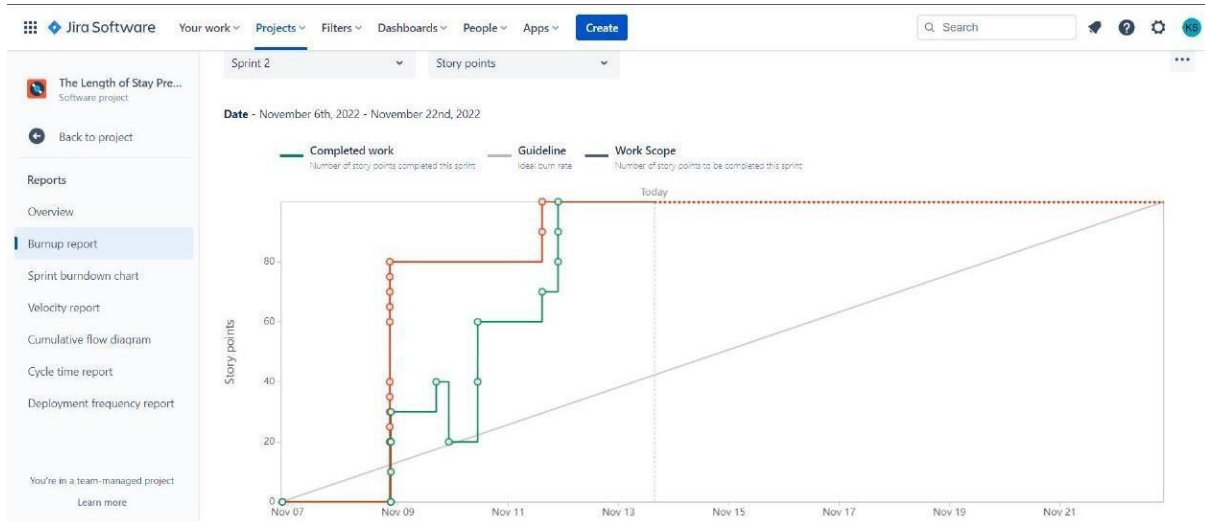 Jira Software Your work Projects Filters Dashboards People Apps Create Search KS
The Length of Stay Pre...
Software project
Back to project
Reports
Overview
Burnup report
Sprint burndown chart
Velocity report
Cumulative flow diagram
Cycle time report
Deployment frequency report
You're in a team-managed project
Learn more
Sprint 2 Story points
Date - November 6th, 2022 - November 22nd, 2022
Completed work Guideline Work Scope
Number of story points completed this sprint Ideal burn rate Number of story points to be completed this sprint
Today
80
60
40
20
0
Story points
Nov 07 Nov 09 Nov 11 Nov 13 Nov 15 Nov 17 Nov 19 Nov 21